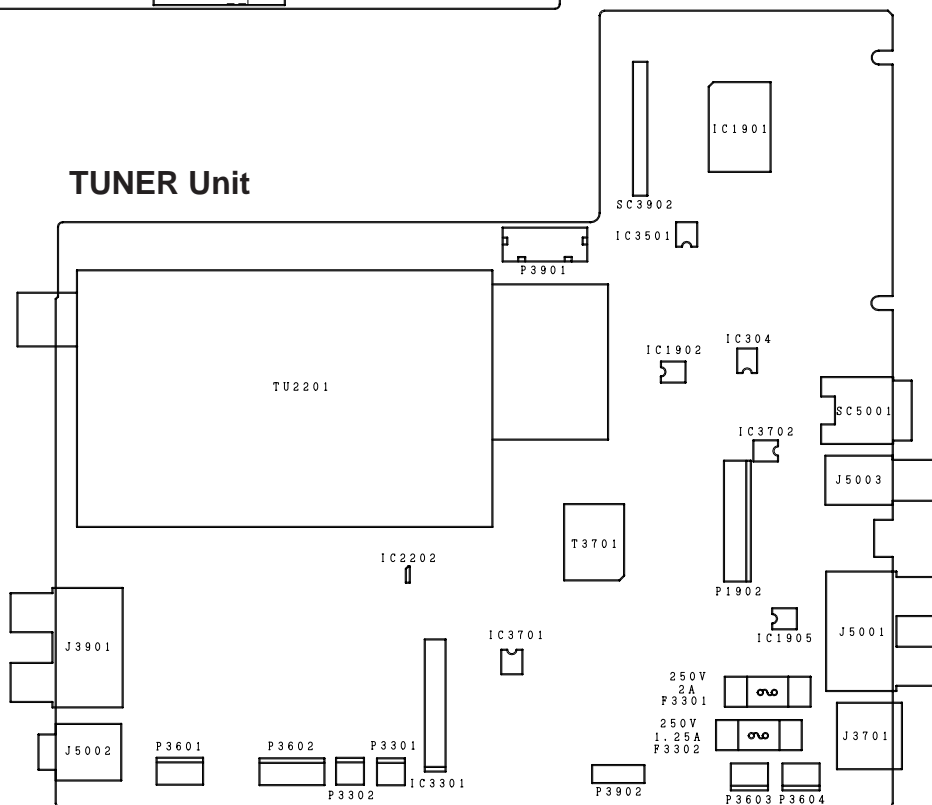 IC1901
TUNER Unit
SC3902
IC3501
P3901
IC304
IC1902
TU2201
SC5001
IC3702
J5003
T3701
IC2202
P1902
IC3701
IC1905
J5001
J3901
250V
2A
F3301
250V
1.25A
F3302
J3701
P3601
P3602
P3301
J5002
IC3301
P3302
P3902
P3603
P3604